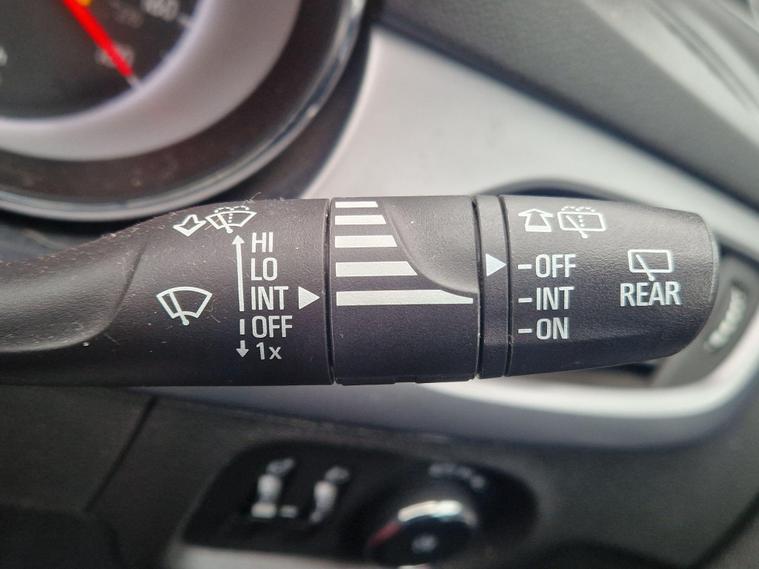 HI
LO
INT
OFF
1x
-OFF
-INT
-ON
REAR